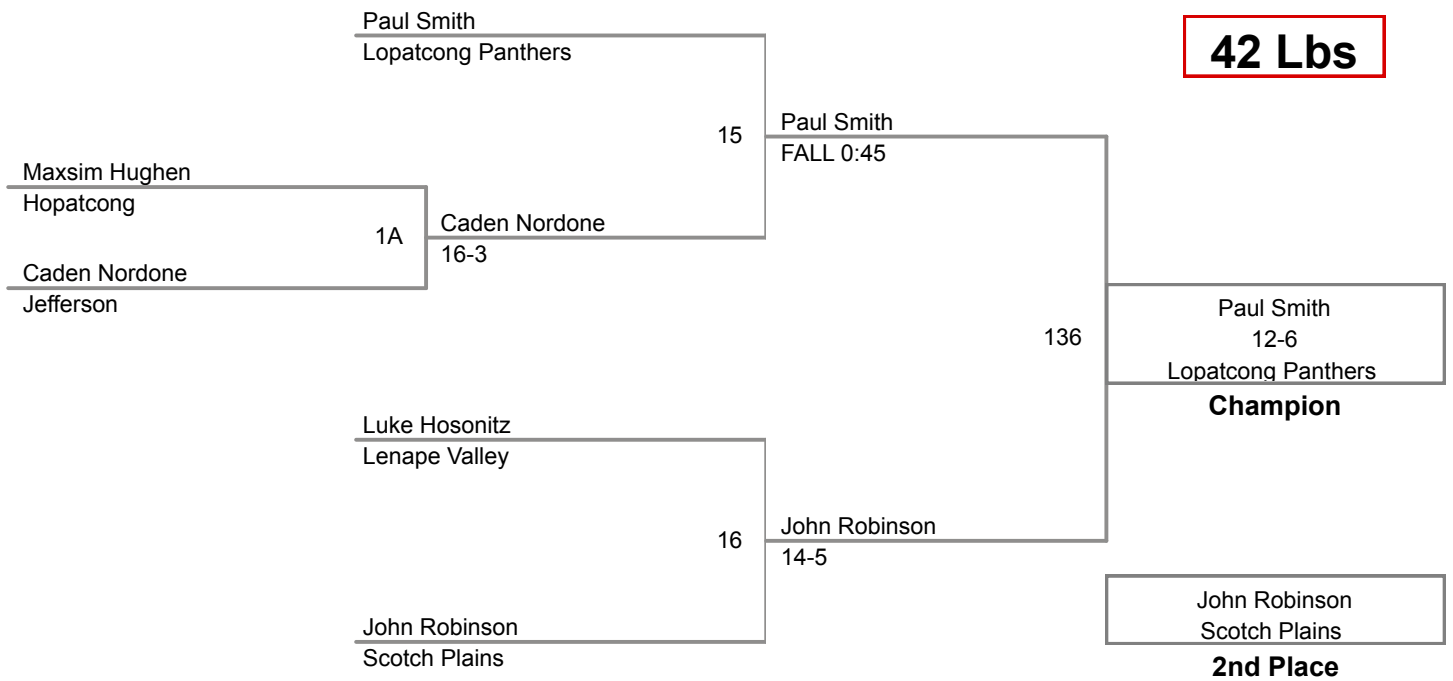 Paul Smith
Lopatcong Panthers
42 Lbs
15
Paul Smith
FALL 0:45
Maxsim Hughen
Hopatcong
1A
Caden Nordone
16-3
Caden Nordone
Jefferson
136
Paul Smith
12-6
Lopatcong Panthers
Champion
Luke Hosonitz
Lenape Valley
16
John Robinson
14-5
John Robinson
Scotch Plains
John Robinson
Scotch Plains
2nd Place